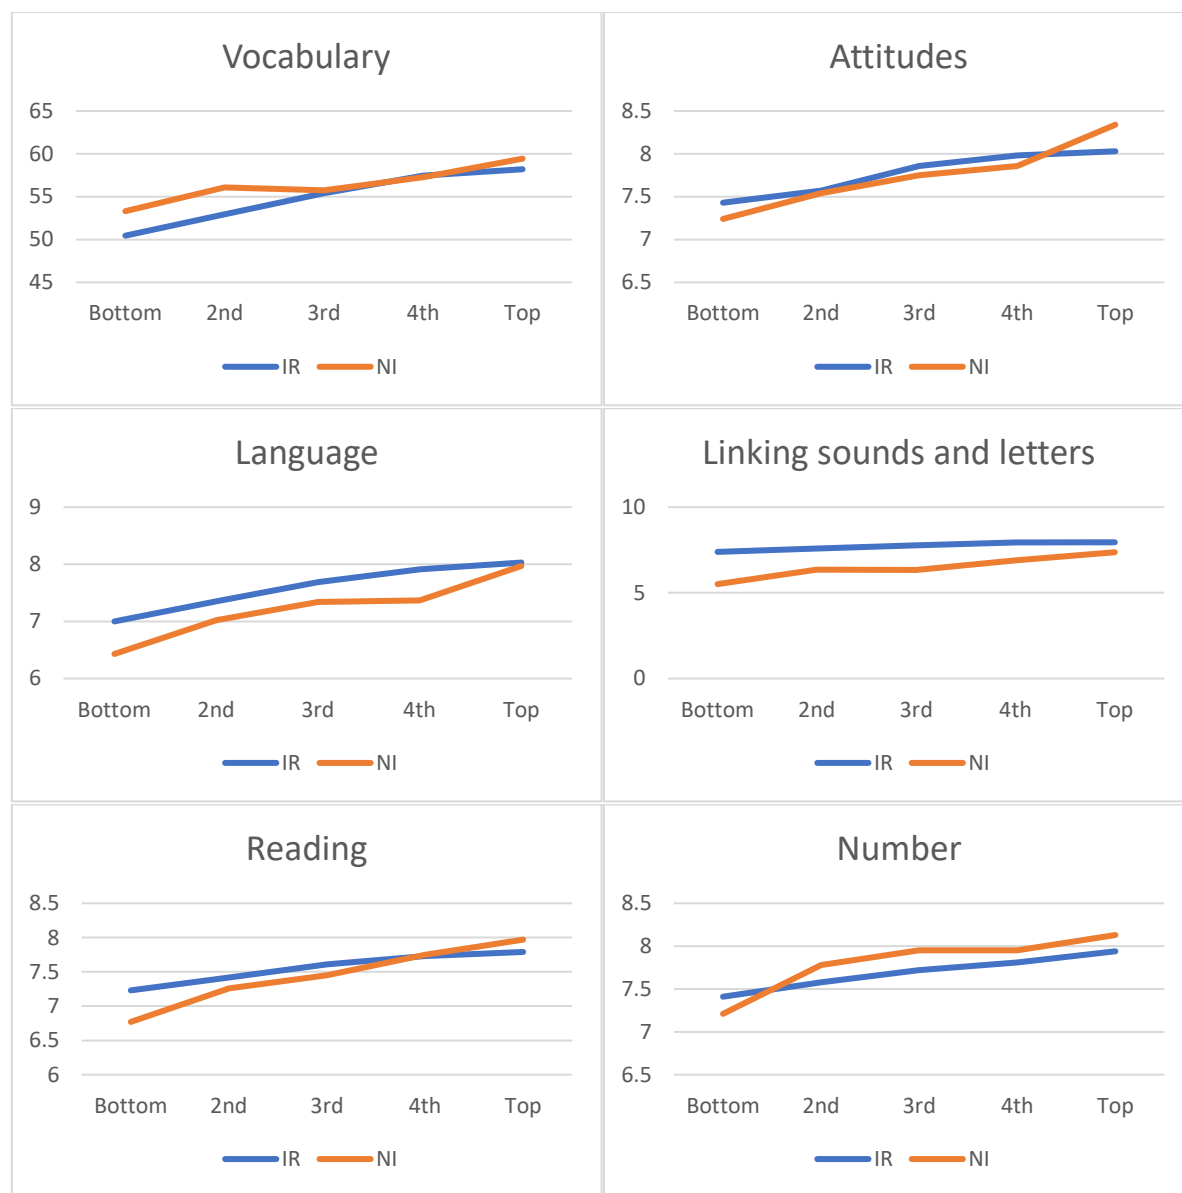 Vocabulary
65
60
55
50
45
Bottom 2nd 3rd 4th Top
IR NI
Attitudes
8.5
8
7.5
7
6.5
Bottom 2nd 3rd 4th Top
IR NI
Language
9
8
7
6
Bottom 2nd 3rd 4th Top
IR NI
Linking sounds and letters
10
5
0
Bottom 2nd 3rd 4th Top
IR NI
Reading
8.5
8
7.5
7
6.5
6
Bottom 2nd 3rd 4th Top
IR NI
Number
8.5
8
7.5
7
6.5
Bottom 2nd 3rd 4th Top
IR NI